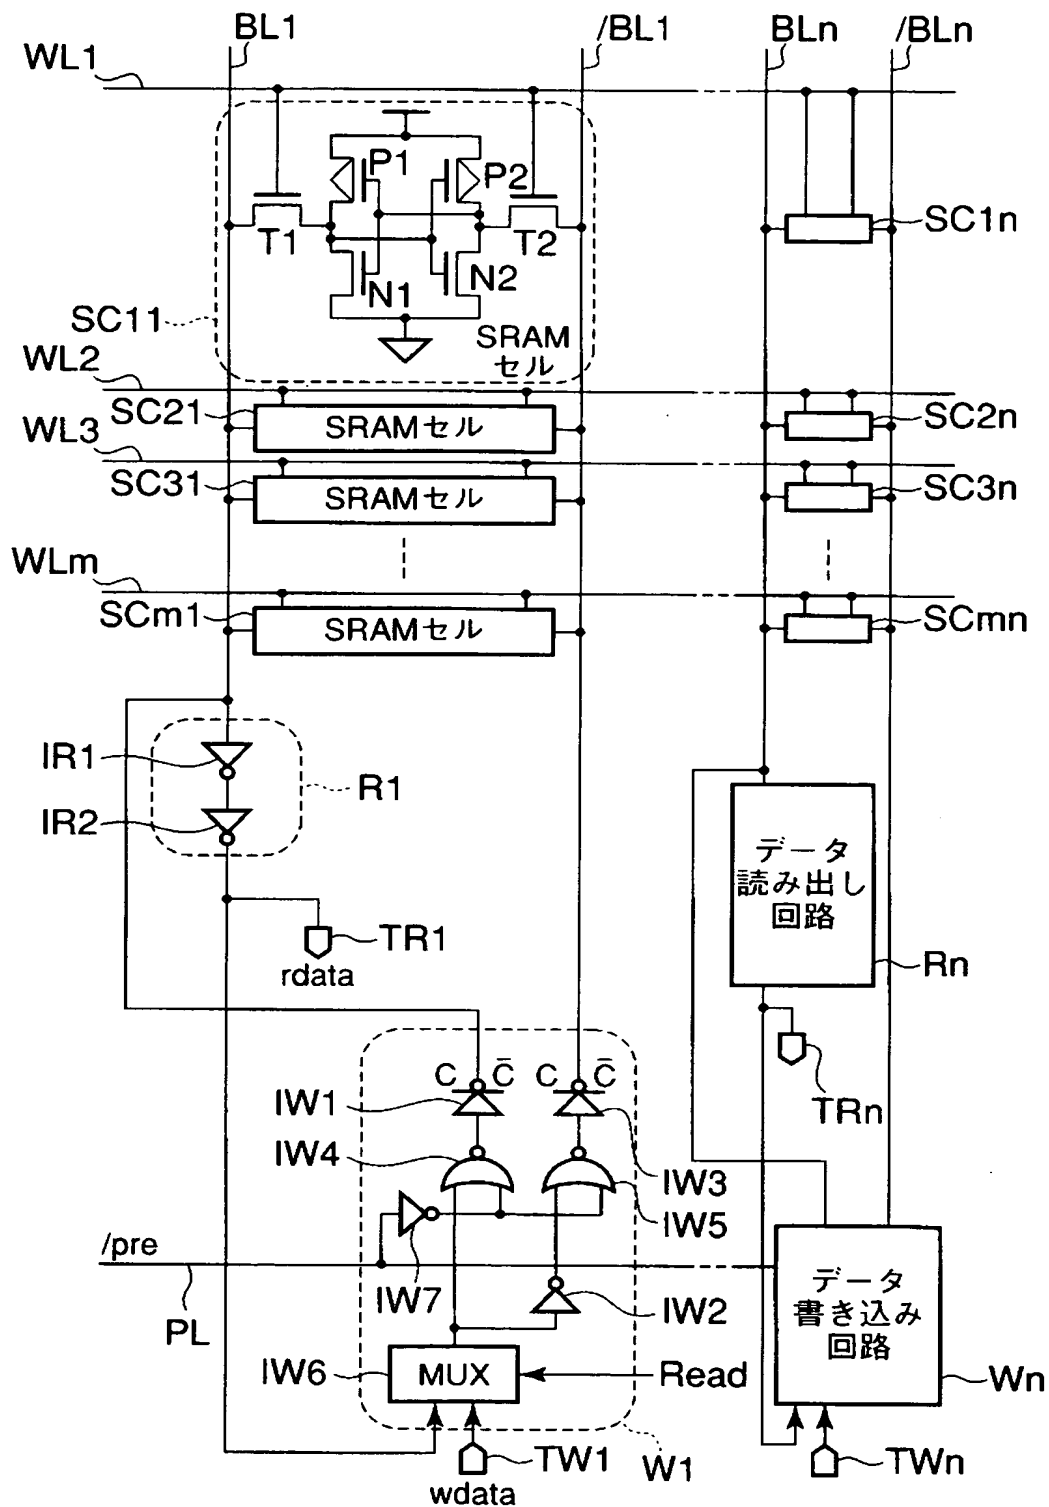 BL1
/BL1
BLn
/BLn
WL1
P1
P2
T1
T2
SC1n
N1
N2
SC11
SRAM
セル
WL2
SC21
SRAMセル
SC2n
WL3
SC31
SRAMセル
SC3n
WLm
SCm1
SRAMセル
SCmn
IR1
R1
IR2
データ
読み出し
回路
TR1
rdata
Rn
C
C̄
C
C̄
IW1
TRn
IW4
IW3
IW5
/pre
IW7
IW2
PL
データ
書き込み
回路
IW6
MUX
Read
Wn
TW1
W1
TWn
wdata